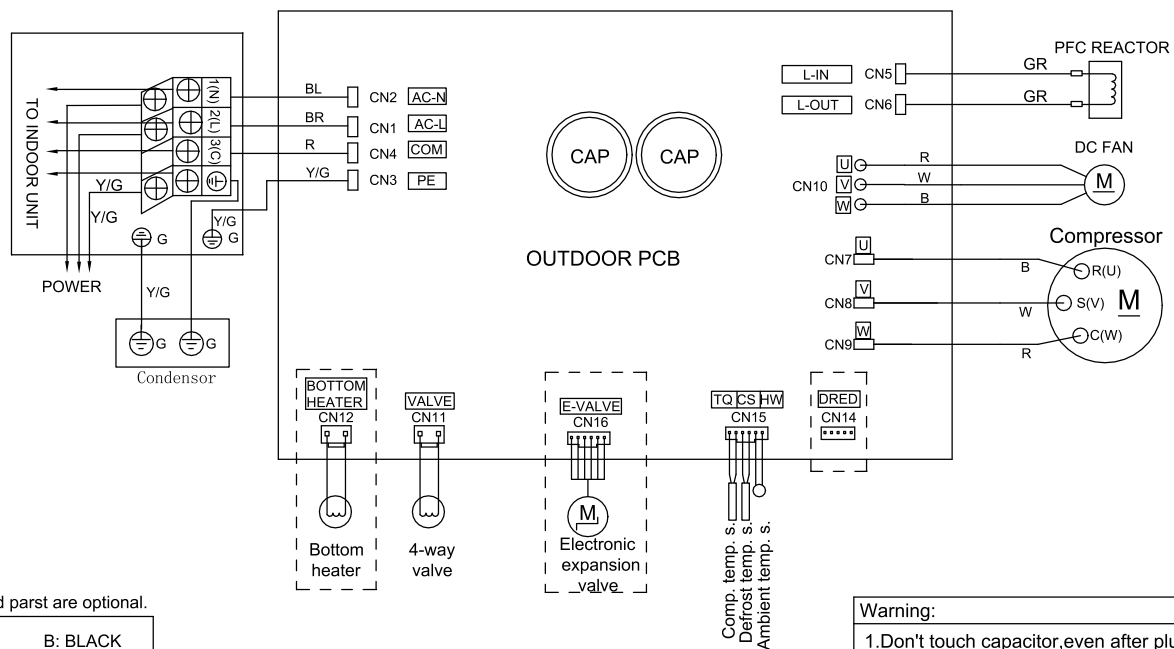 PFC REACTOR
L-IN CN5 GR
L-OUT CN6 GR
1(N) BL CN2 AC-N
2(L) BR CN1 AC-L
3(C) R CN4 COM
Y/G CN3 PE
TO INDOOR UNIT
Y/G
Y/G
Y/G
G
G
POWER
Y/G
G
G
Condensor
CAP
CAP
OUTDOOR PCB
DC FAN
CN10
U R
V W
W B
M
Compressor
U
CN7 B R(U)
V
CN8 W S(V) M
W
CN9 R C(W)
BOTTOM
HEATER
CN12
Bottom
heater
VALVE
CN11
4-way
valve
E-VALVE
CN16
M
Electronic
expansion
valve
TQ CS HW
CN15
Comp. temp. s.
Defrost temp. s.
Ambient temp. s.
DRED
CN14
d parst are optional.
B: BLACK
Warning:
1.Don't touch capacitor,even after plu